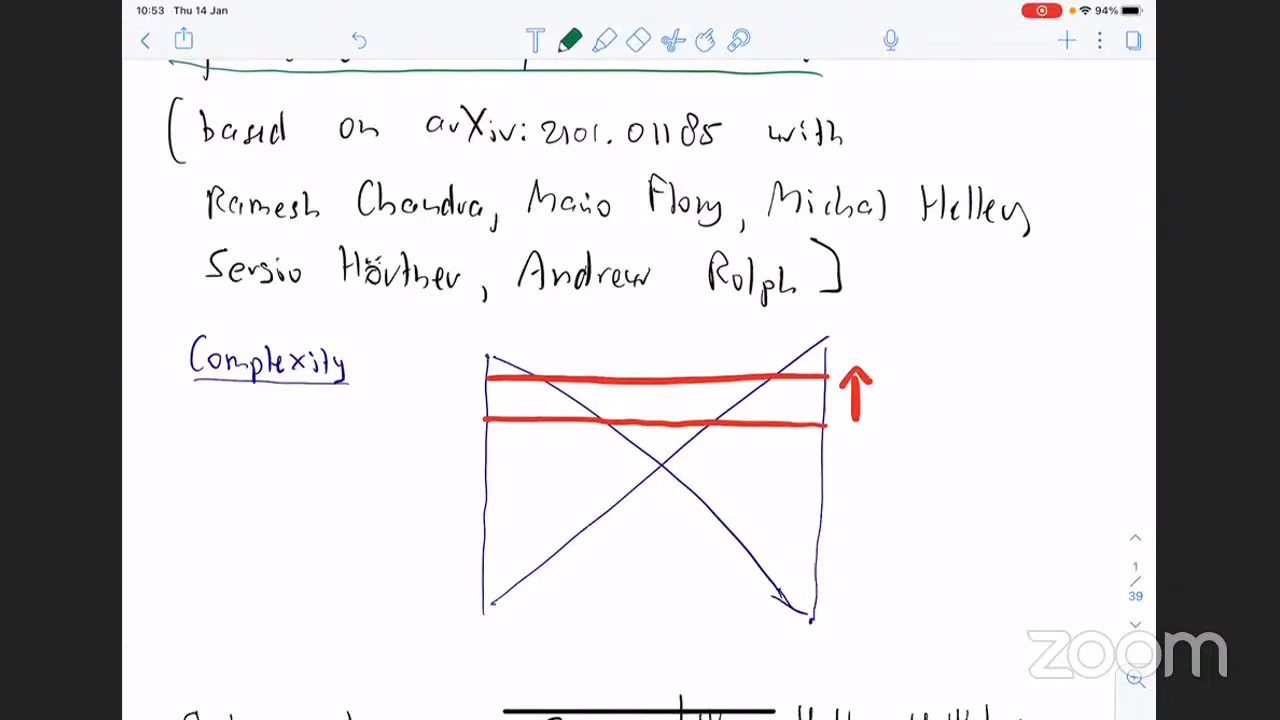 10:53 Thu 14 Jan 94%
(based on arXiv: 2101.01185 with
Ramesh Chandra, Mario Flory, Michal Heller,
Sergio Hörtner, Andrew Rolph]
Complexity
1
/
39
zoom